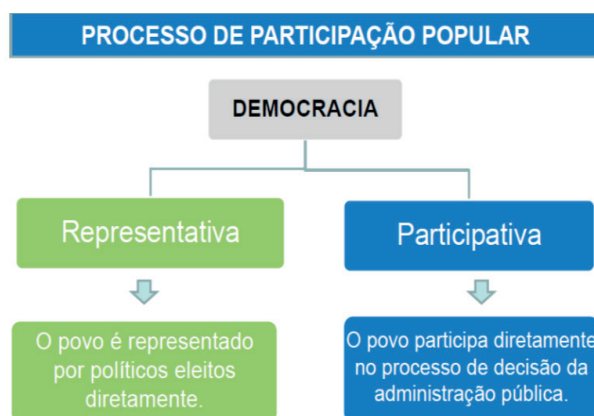 PROCESSO DE PARTICIPAÇÃO POPULAR
DEMOCRACIA
Representativa
Participativa
O povo é representado
por políticos eleitos
diretamente.
O povo participa diretamente
no processo de decisão da
administração pública.